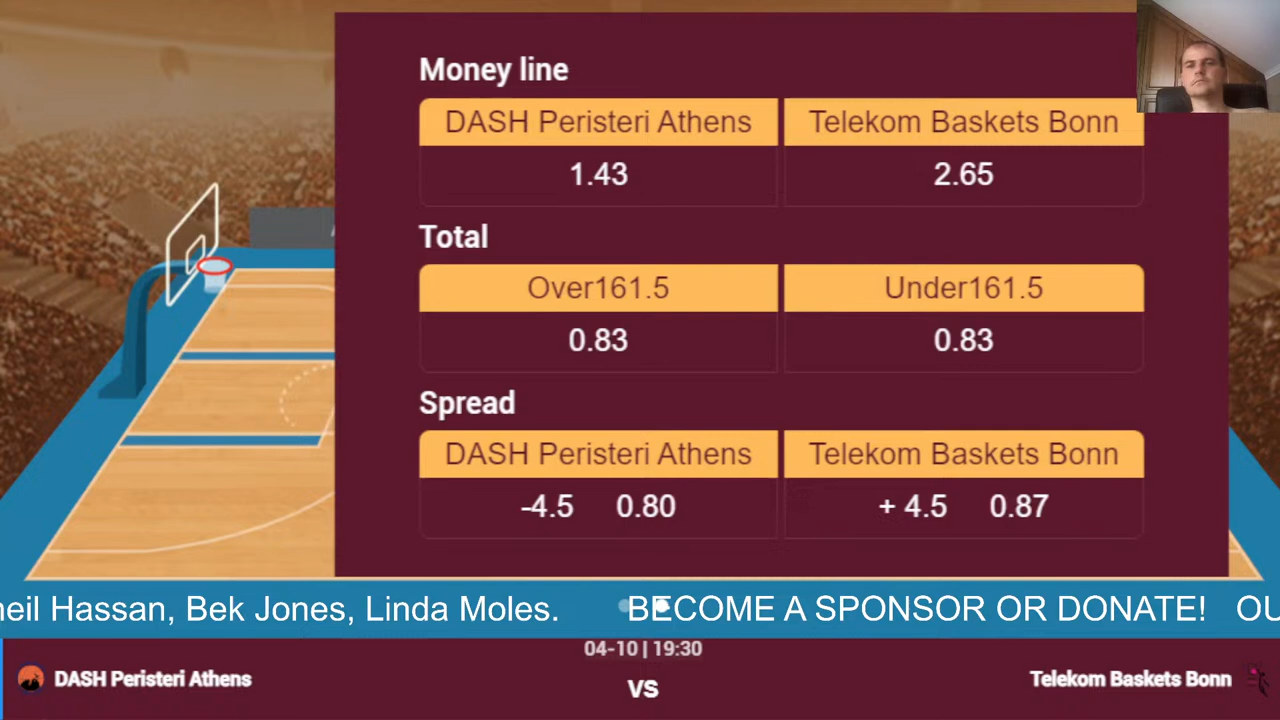 Money line
DASH Peristeri Athens Telekom Baskets Bonn
1.43 2.65
Total
Over161.5 Under161.5
0.83 0.83
Spread
DASH Peristeri Athens Telekom Baskets Bonn
-4.5 0.80 + 4.5 0.87
Hassan, Bek Jones, Linda Moles. BECOME A SPONSOR OR DONATE!
04-10 | 19:30
DASH Peristeri Athens VS Telekom Baskets Bonn